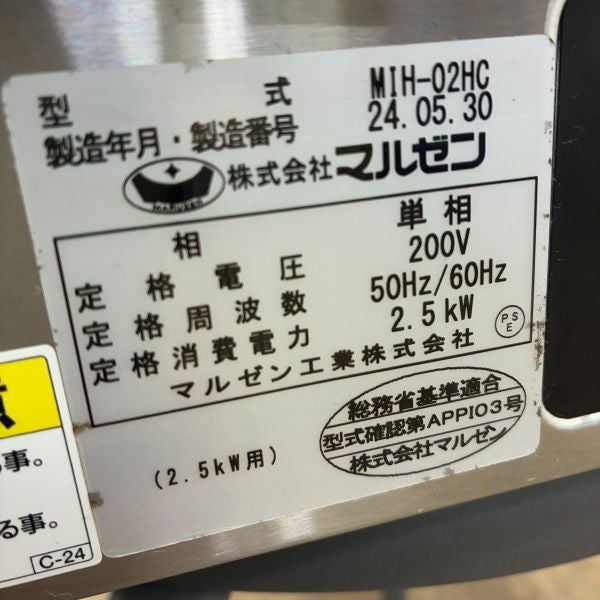 型式 MIH-02HC
製造年月・製造番号 24.05.30
MARUZEN 株式会社マルゼン
相 単相
定格電圧 200V
定格周波数 50Hz/60Hz
定格消費電力 2.5kW
マルゼン工業株式会社
PS
E
総務省基準適合
型式確認第APP103号
株式会社マルゼン
(2.5kW用)
の事。
る事。
C-24